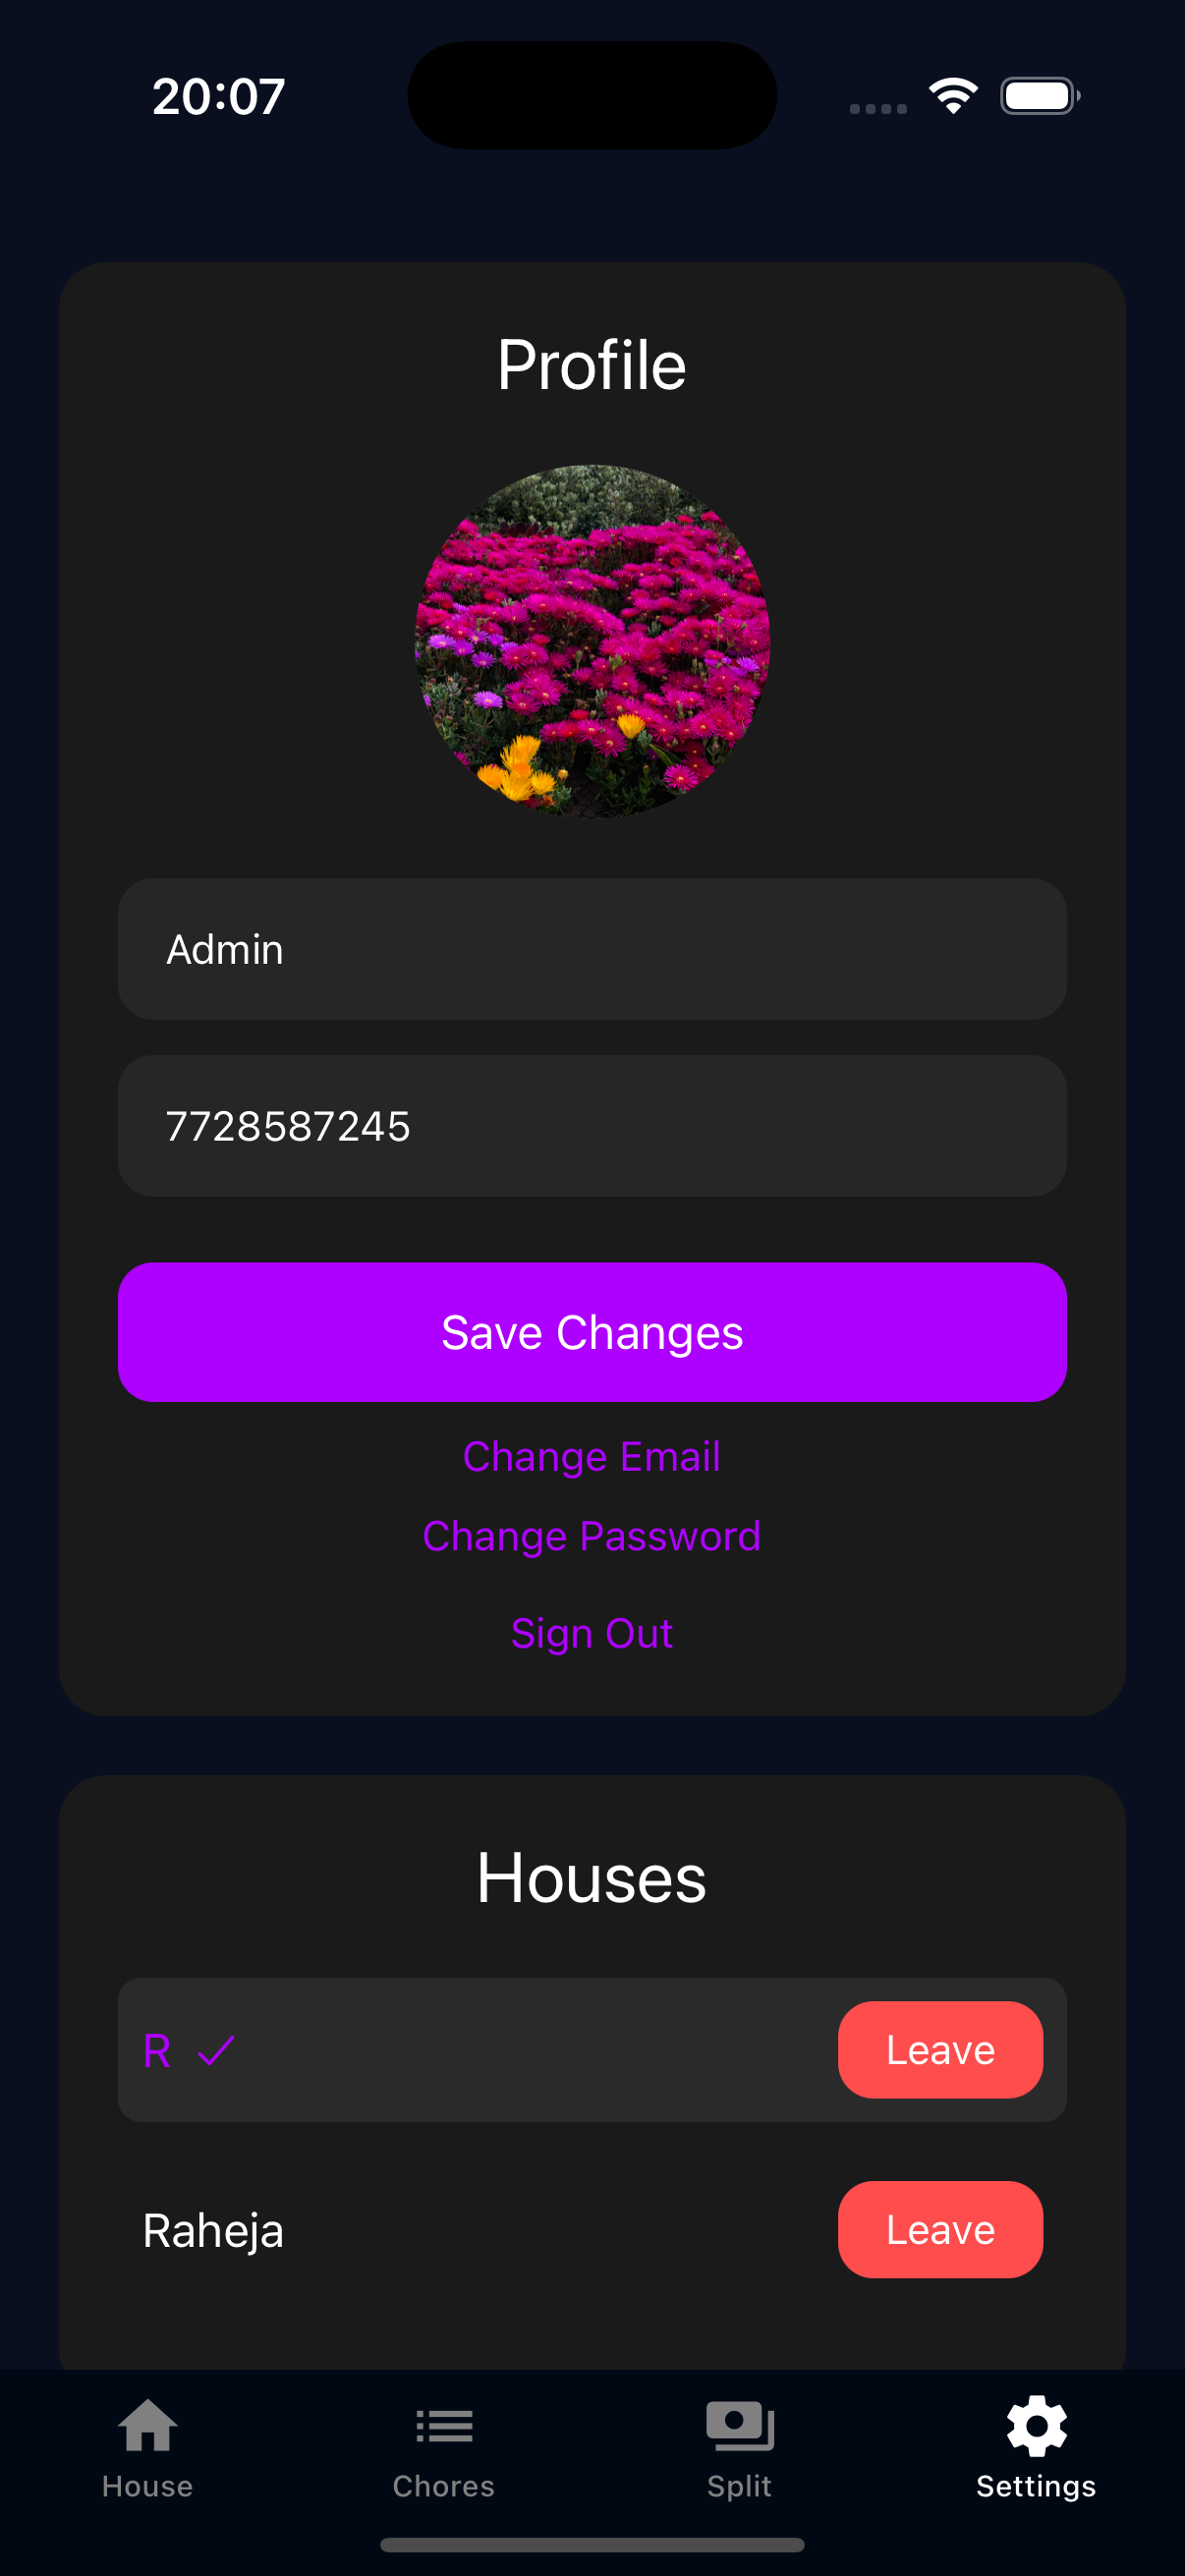 20:07
Profile
Admin
7728587245
Save Changes
Change Email
Change Password
Sign Out
Houses
R Leave
Raheja Leave
House Chores Split Settings